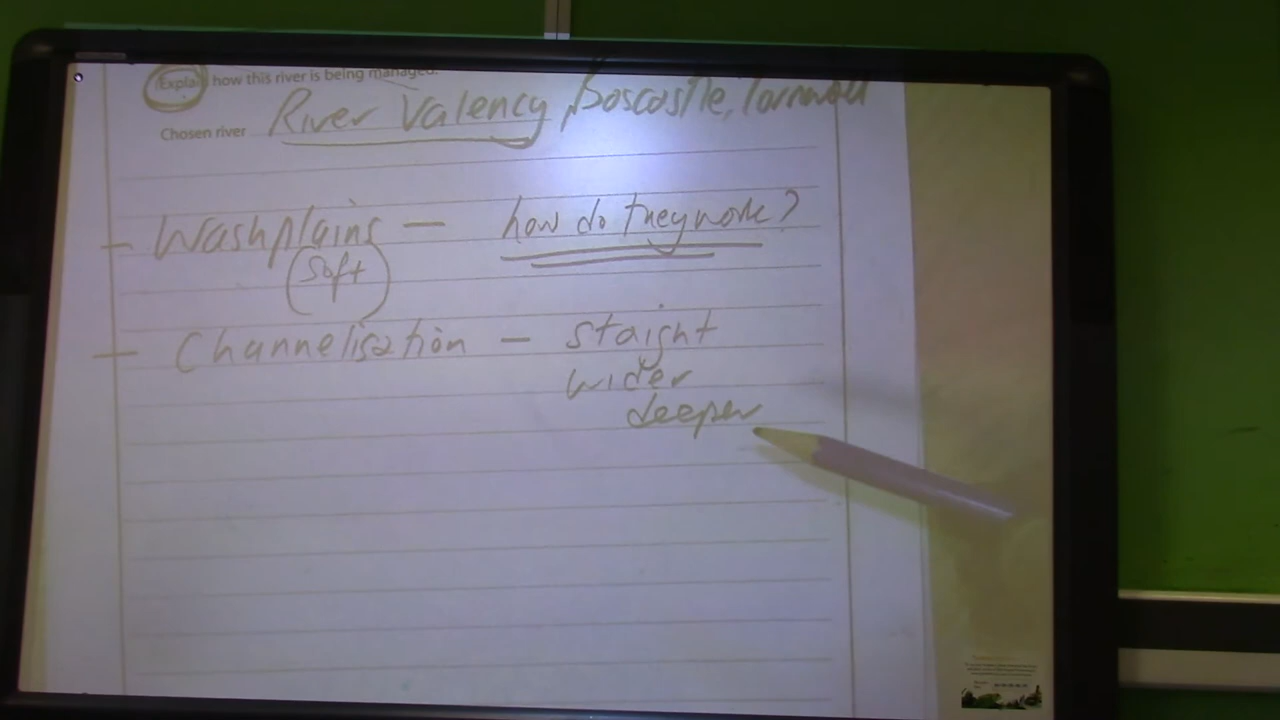 Explain how this river is being managed.
Chosen river River Valency, Boscastle, Cornwall
- Washplains - how do they work?
(soft)
- Channelisation - staight
wider
deeper